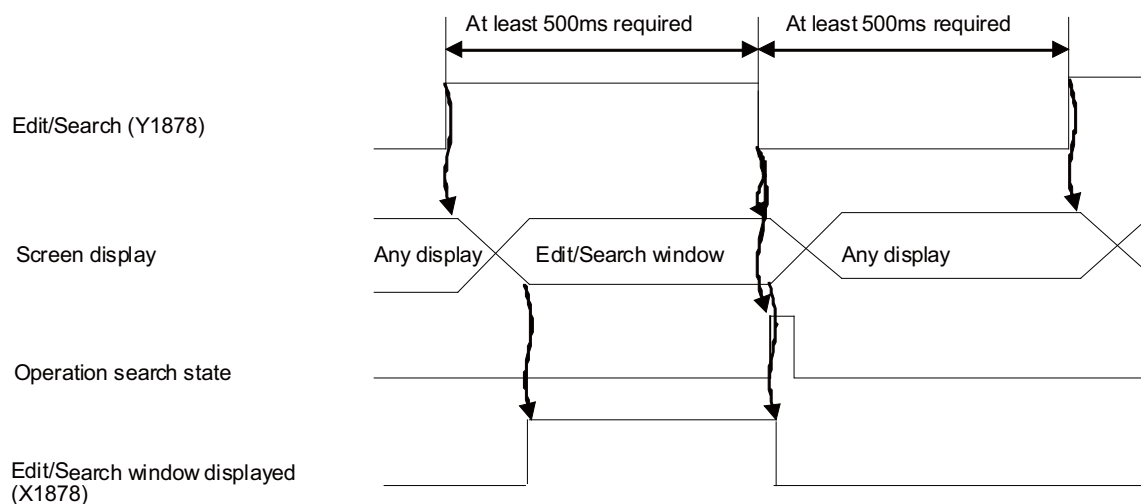 At least 500ms required
At least 500ms required
Edit/Search (Y1878)
Screen display
Any display
Edit/Search window
Any display
Operation search state
Edit/Search window displayed
(X1878)